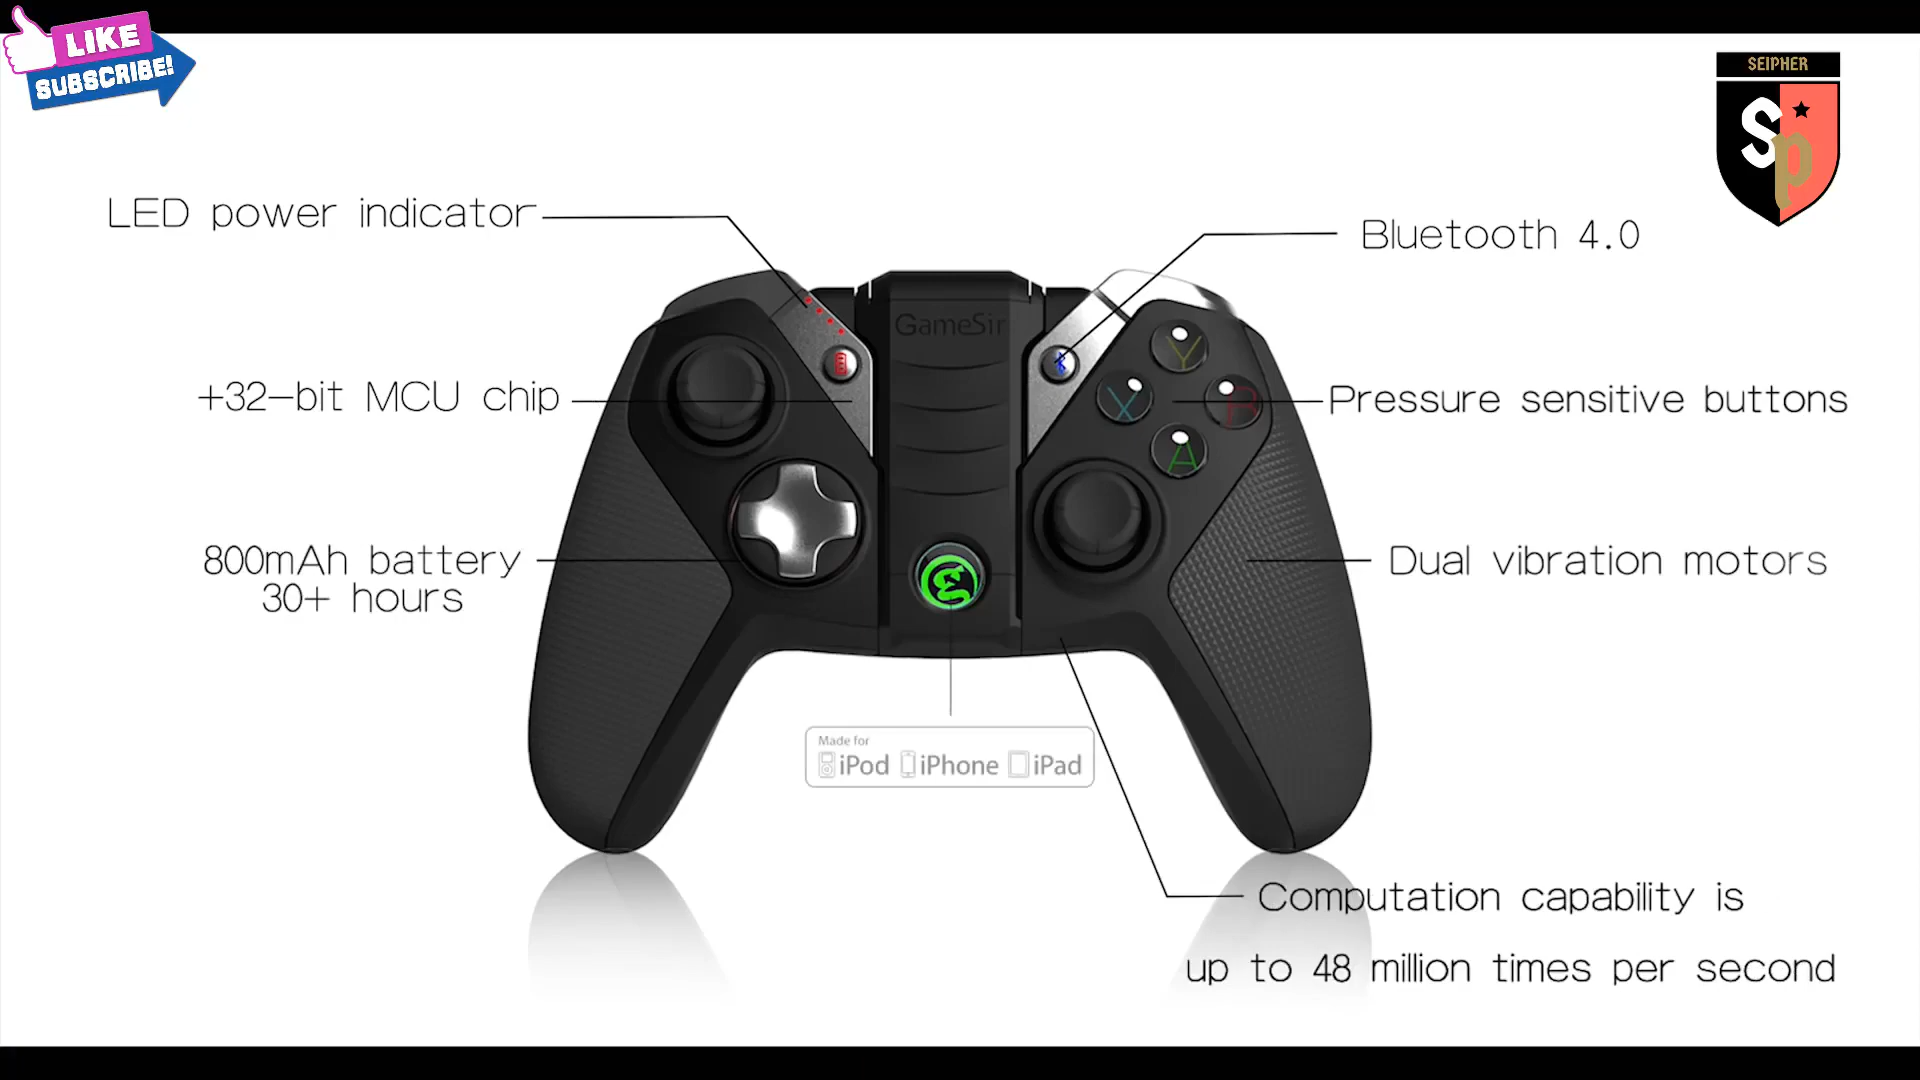 LIKE
SUBSCRIBE!
SEIPHER
Sp
LED power indicator
Bluetooth 4.0
GameSir
Y
+32-bit MCU chip
X
Pressure sensitive buttons
A
800mAh battery
30+ hours
Dual vibration motors
Made for
iPod iPhone iPad
Computation capability is
up to 48 million times per second